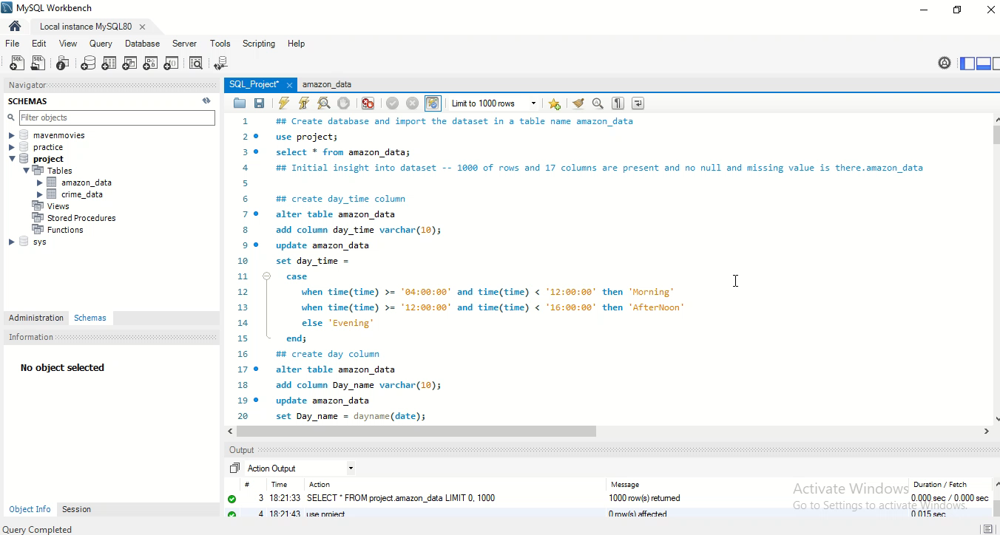 MySQL Workbench
Local instance MySQL80
File Edit View Query Database Server Tools Scripting Help
Navigator
SCHEMAS
Filter objects
mavenmovies
practice
project
Tables
amazon_data
crime_data
Views
Stored Procedures
Functions
sys
Administration Schemas
Information
No object selected
Object Info Session
Query Completed
SQL_Project* amazon_data
Limit to 1000 rows
1 ## Create database and import the dataset in a table name amazon_data
2 use project;
3 select * from amazon_data;
4 ## Initial insight into dataset -- 1000 of rows and 17 columns are present and no null and missing value is there.amazon_data
5
6 ## create day_time column
7 alter table amazon_data
8 add column day_time varchar(10);
9 update amazon_data
10 set day_time =
11 case
12 when time(time) >= '04:00:00' and time(time) < '12:00:00' then 'Morning'
13 when time(time) >= '12:00:00' and time(time) < '16:00:00' then 'AfterNoon'
14 else 'Evening'
15 end;
16 ## create day column
17 alter table amazon_data
18 add column Day_name varchar(10);
19 update amazon_data
20 set Day_name = dayname(date);
Output
Action Output
# Time Action Message Duration / Fetch
3 18:21:33 SELECT * FROM project.amazon_data LIMIT 0, 1000 1000 row(s) returned 0.000 sec / 0.000 sec
4 18:21:43 use project 0 row(s) affected 0.015 sec
Activate Windows
Go to Settings to activate Windows.